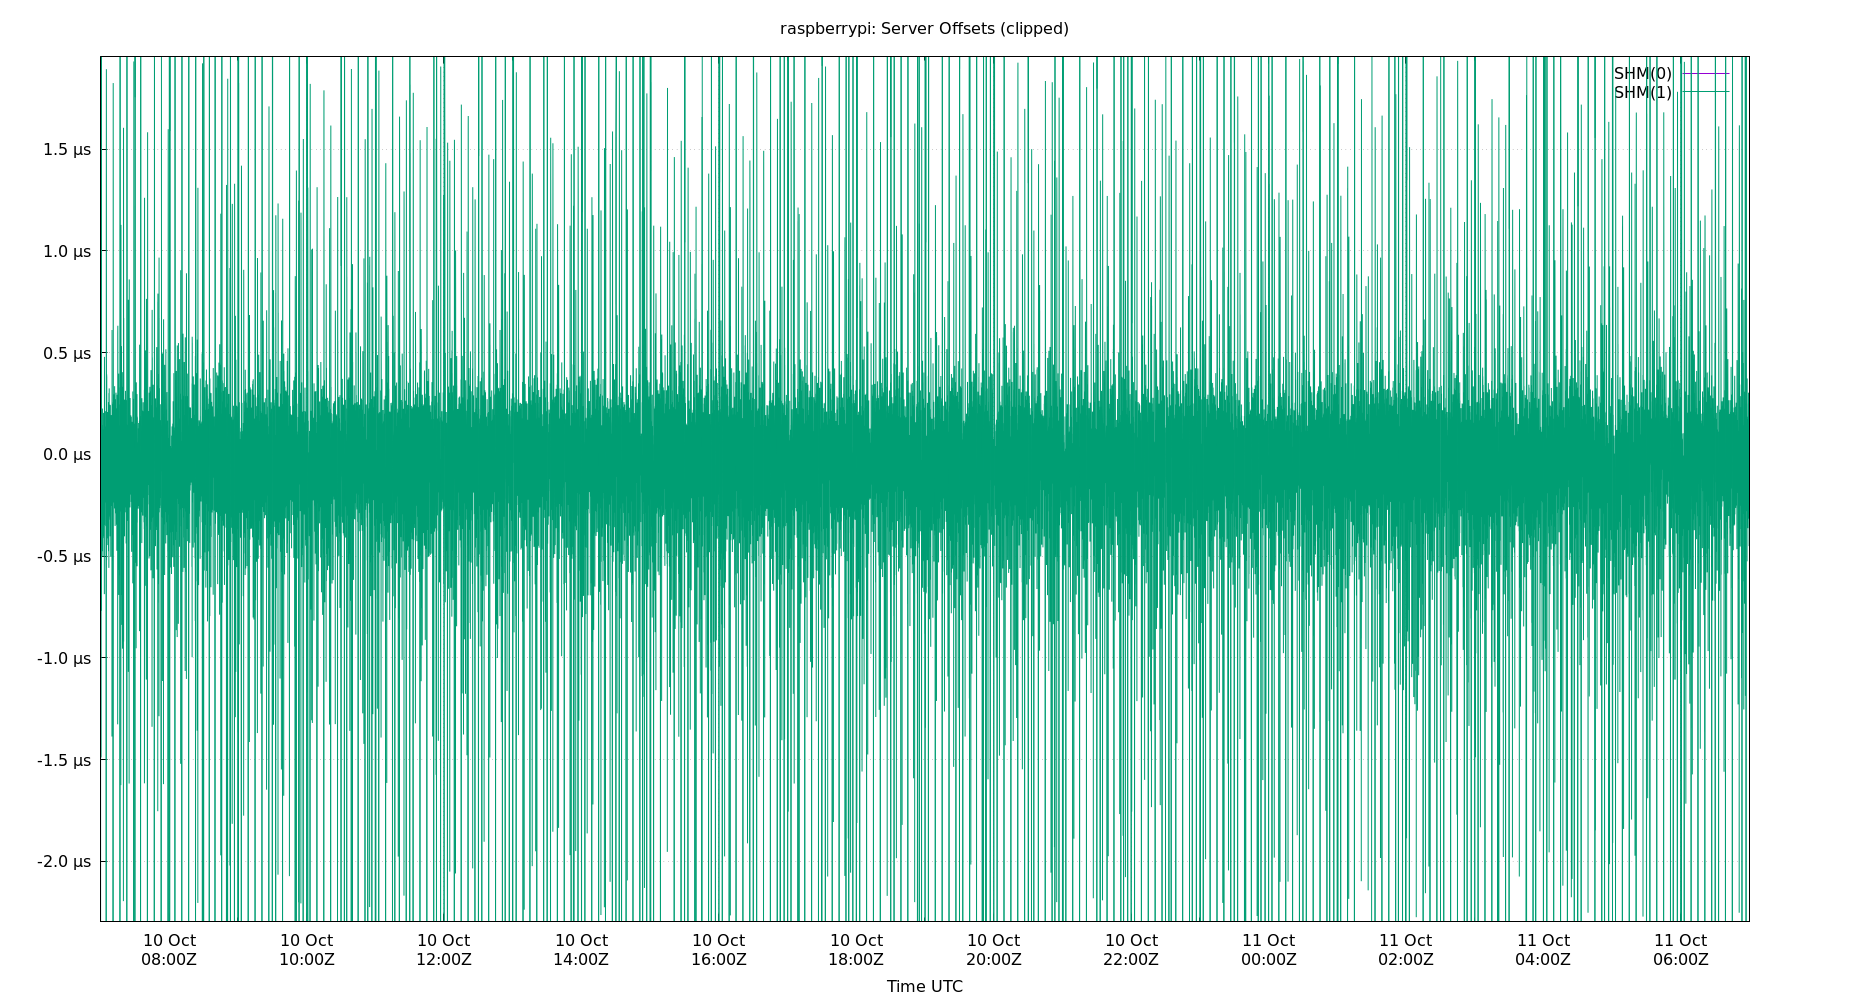 raspberrypi: Server Offsets (clipped)
SHM(0)
SHM(1)
1.5 µs
1.0 µs
0.5 µs
0.0 µs
-0.5 µs
-1.0 µs
-1.5 µs
-2.0 µs
10 Oct 10 Oct 10 Oct 10 Oct 10 Oct 10 Oct 10 Oct 10 Oct 11 Oct 11 Oct 11 Oct 11 Oct
08:00Z 10:00Z 12:00Z 14:00Z 16:00Z 18:00Z 20:00Z 22:00Z 00:00Z 02:00Z 04:00Z 06:00Z
Time UTC